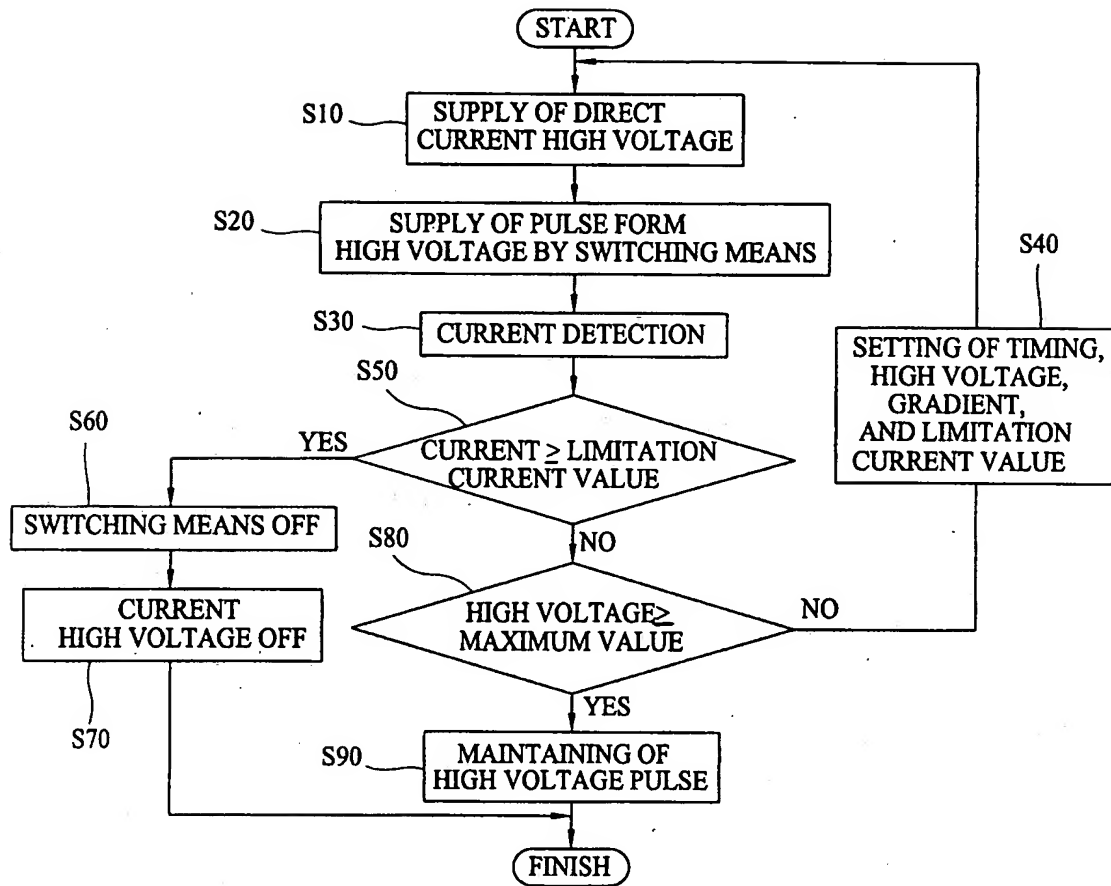 START
S10
SUPPLY OF DIRECT
CURRENT HIGH VOLTAGE
S20
SUPPLY OF PULSE FORM
HIGH VOLTAGE BY SWITCHING MEANS
S40
S30
CURRENT DETECTION
SETTING OF TIMING,
HIGH VOLTAGE,
GRADIENT,
AND LIMITATION
CURRENT VALUE
S50
S60
YES
CURRENT ≥ LIMITATION
CURRENT VALUE
SWITCHING MEANS OFF
NO
S80
CURRENT
HIGH VOLTAGE OFF
HIGH VOLTAGE≥
MAXIMUM VALUE
NO
S70
YES
S90
MAINTAINING OF
HIGH VOLTAGE PULSE
FINISH